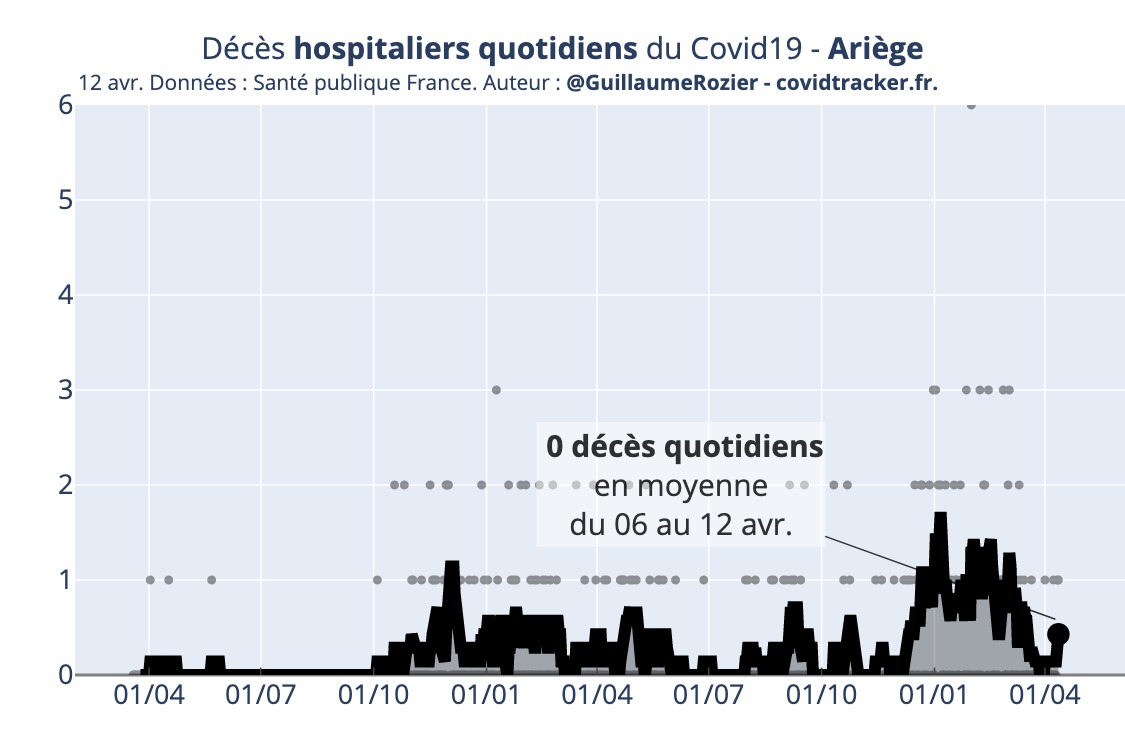 Décès hospitaliers quotidiens du Covid19 - Ariège
12 avr. Données : Santé publique France. Auteur : @GuillaumeRozier - covidtracker.fr.
6
5
4
3
0 décès quotidiens
2
en moyenne
du 06 au 12 avr.
1
0
01/04 01/07 01/10 01/01 01/04 01/07 01/10 01/01 01/04